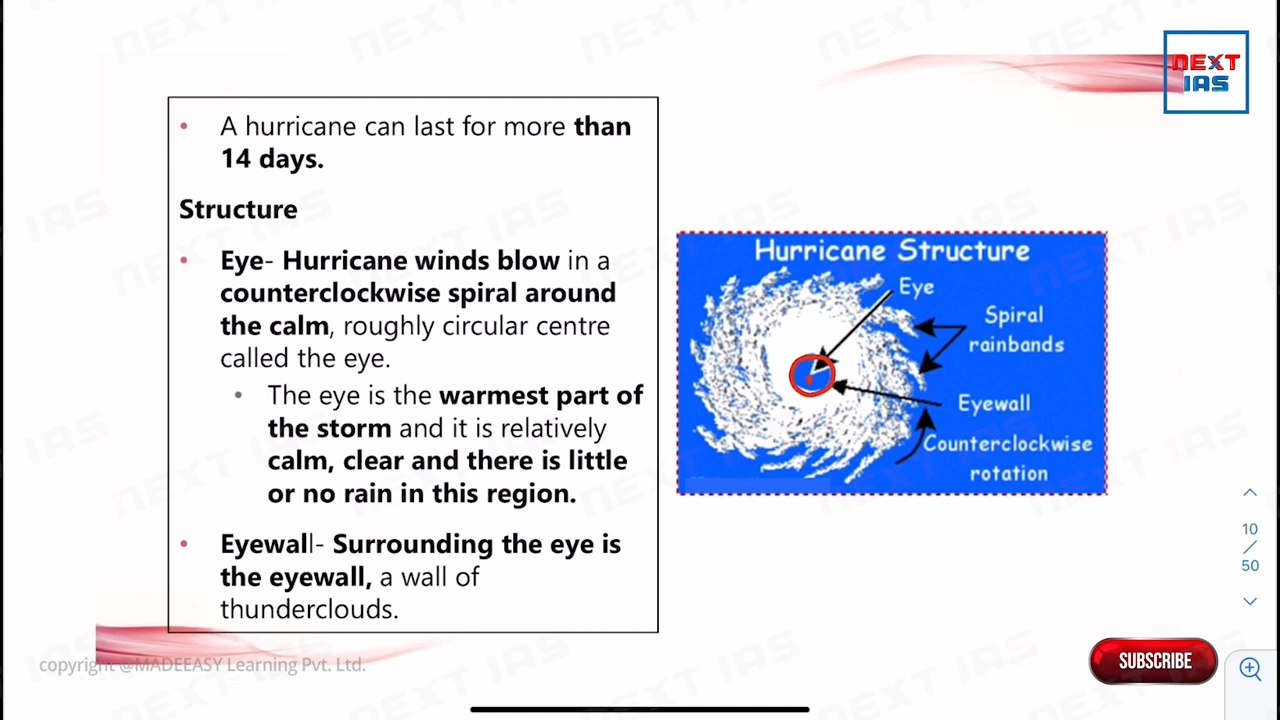 NEXT
IAS
• A hurricane can last for more than
14 days.
Structure
• Eye- Hurricane winds blow in a
counterclockwise spiral around
the calm, roughly circular centre
called the eye.
• The eye is the warmest part of
the storm and it is relatively
calm, clear and there is little
or no rain in this region.
• Eyewall- Surrounding the eye is
the eyewall, a wall of
thunderclouds.
Hurricane Structure
Eye
Spiral
rainbands
Eyewall
Counterclockwise
rotation
10
/
50
copyright @MADEEASY Learning Pvt. Ltd.
SUBSCRIBE